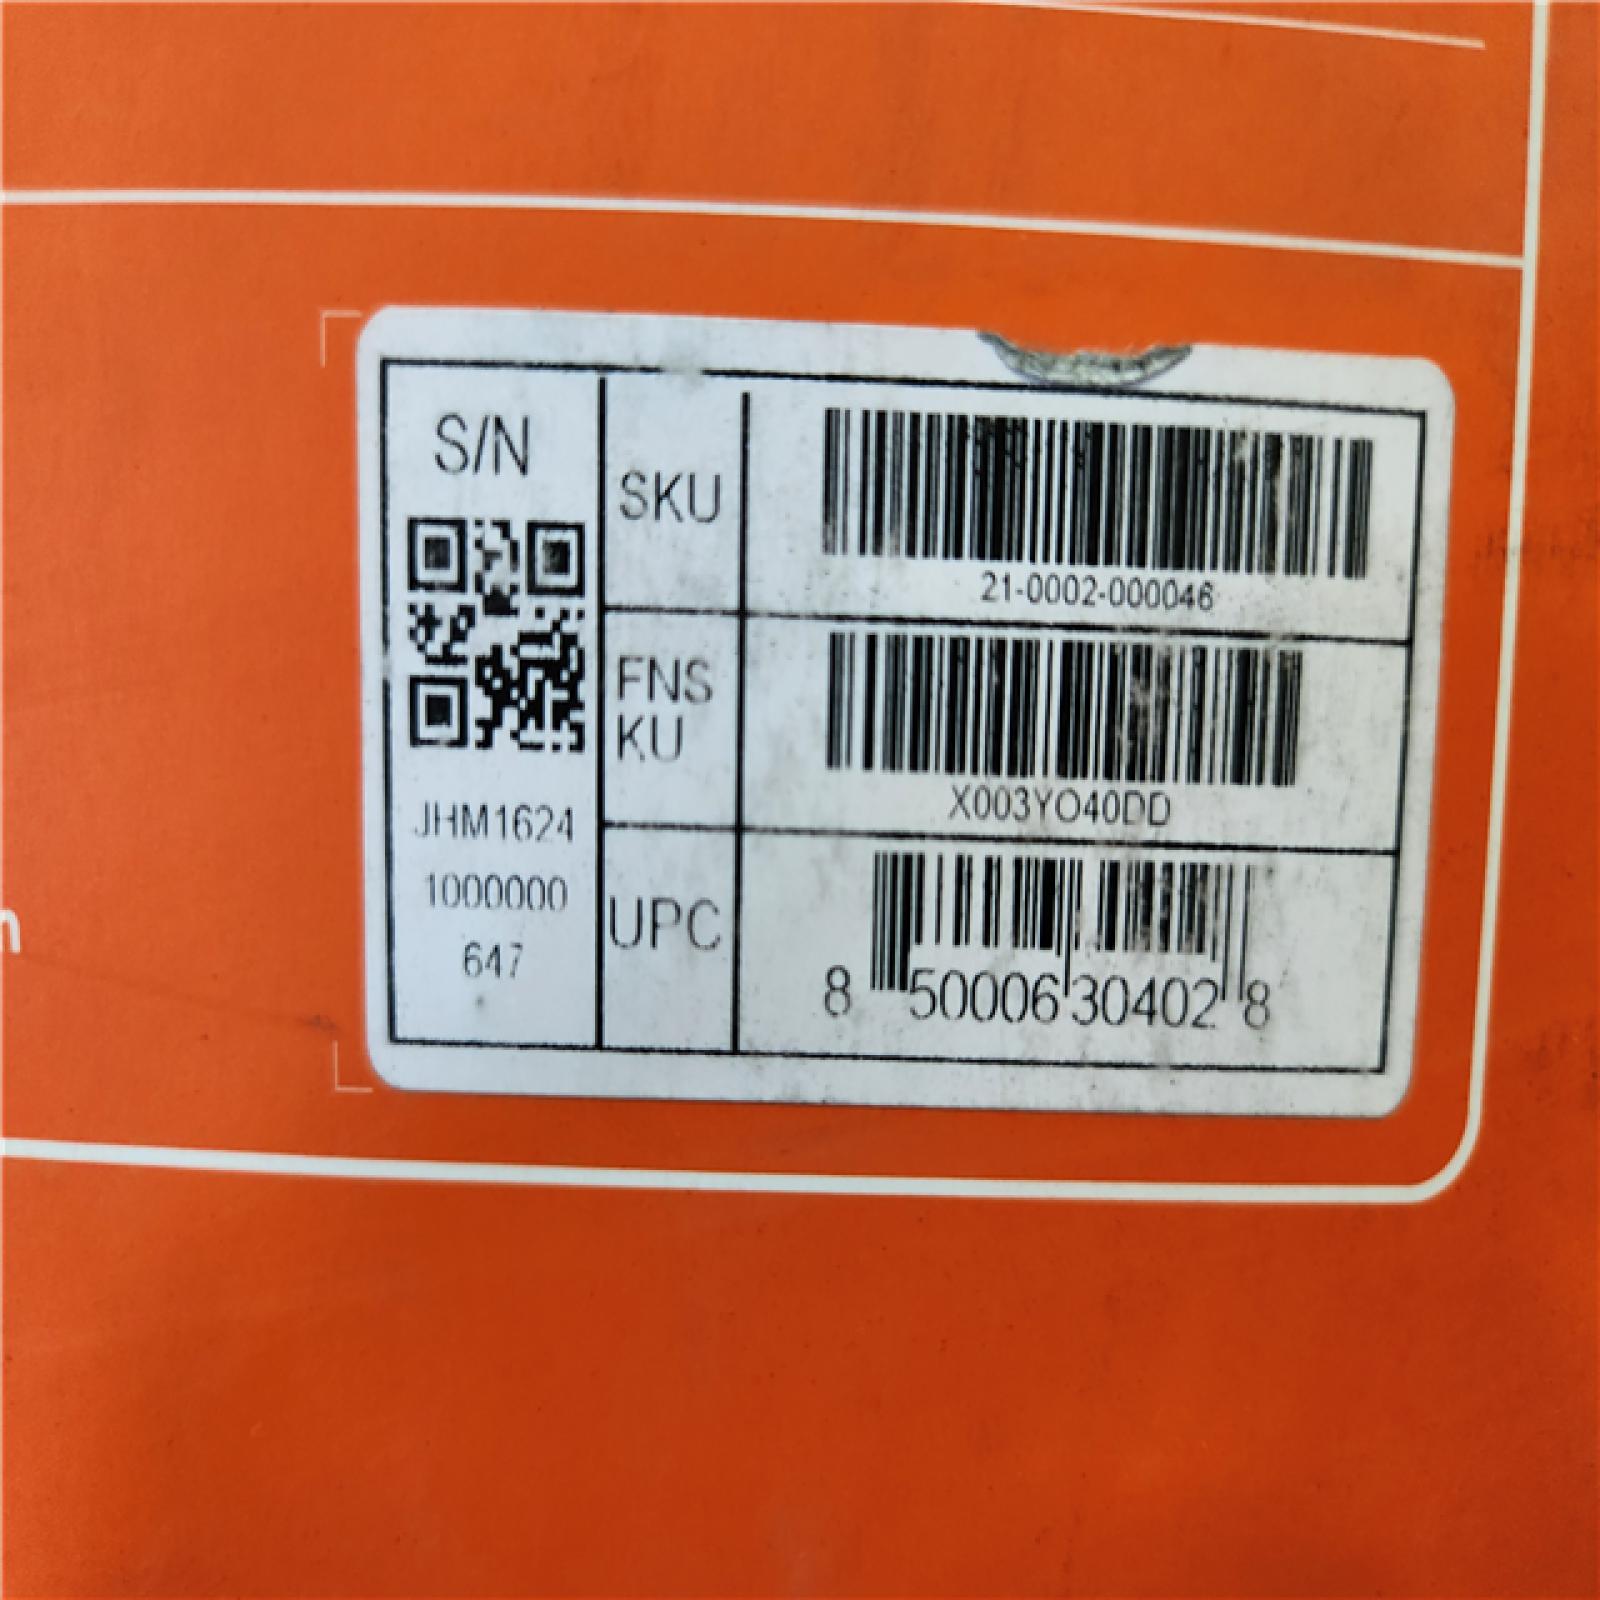 S/N
JHM1624
1000000
647
SKU
21-0002-000046
FNS
KU
X003YO40DD
UPC
8 50006 30402 8